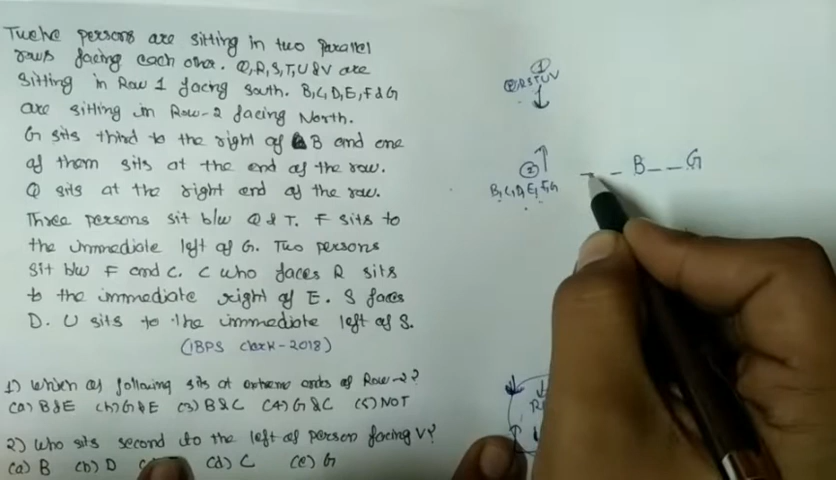 Twelve persons are sitting in two parallel
rows facing each other. Q,R,S,T,U&V are
sitting in Row 1 facing south. B,C,D,E,F&G
are sitting in Row-2 facing North.
G sits third to the right of B and one
of them sits at the end of the row.
Q sits at the right end of the row.
Three persons sit b/w Q & T. F sits to
the immediate left of G. Two persons
sit b/w F and C. C who faces R sits
to the immediate right of E. S faces
D. U sits to the immediate left of S.
(IBPS clerk-2018)
1) Which of following sits at extreme ends of Row-2?
(a) B&E (b) G&E (3) B&C (4) G&C (5) NOT
2) Who sits second to the left of person facing V?
(a) B (b) D (d) C (e) G
①
Q,R,S,T,U,V
②
B,C,D,E,F,G
_ _ B _ _ G